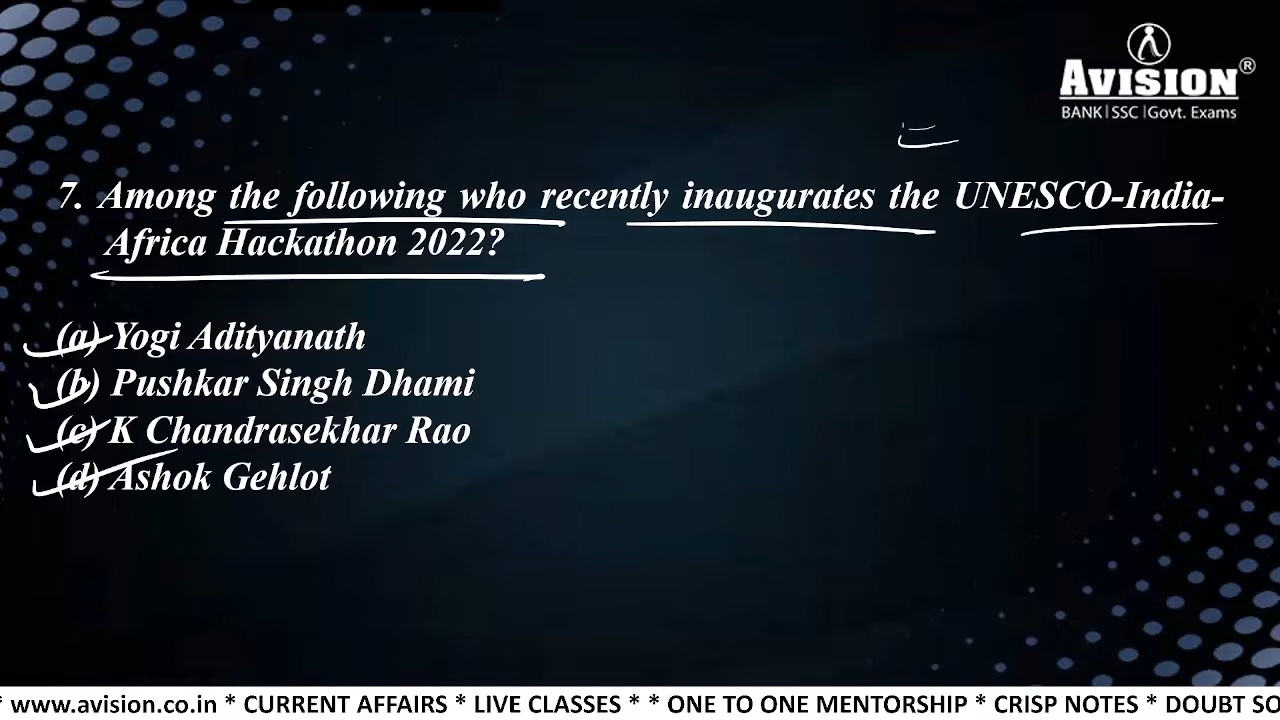 AVISION®
BANK|SSC|Govt. Exams
7. Among the following who recently inaugurates the UNESCO-India-
Africa Hackathon 2022?
(a) Yogi Adityanath
(b) Pushkar Singh Dhami
(c) K Chandrasekhar Rao
(d) Ashok Gehlot
* www.avision.co.in * CURRENT AFFAIRS * LIVE CLASSES * * ONE TO ONE MENTORSHIP * CRISP NOTES * DOUBT SO